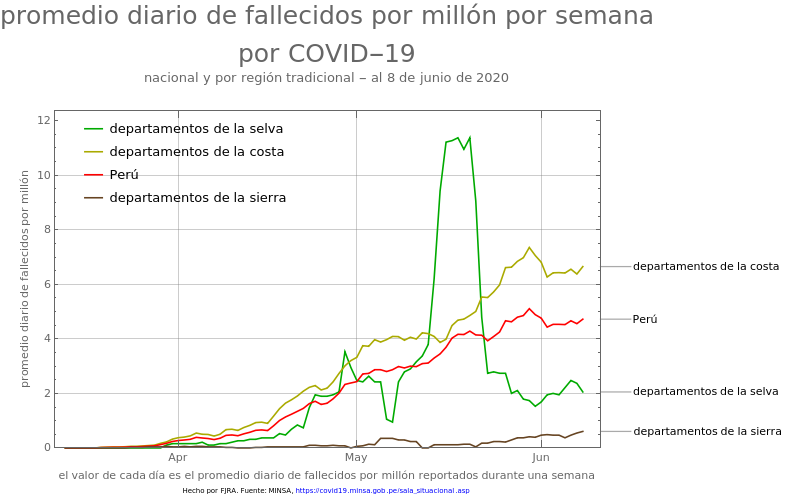 promedio diario de fallecidos por millón por semana
por COVID−19
nacional y por región tradicional − al 8 de junio de 2020
12
10
8
6
4
2
0
promedio diario de fallecidos por millón
departamentos de la selva
departamentos de la costa
Perú
departamentos de la sierra
departamentos de la costa
Perú
departamentos de la selva
departamentos de la sierra
Apr May Jun
el valor de cada día es el promedio diario de fallecidos por millón reportados durante una semana
Hecho por FJRA. Fuente: MINSA, https://covid19.minsa.gob.pe/sala_situacional.asp